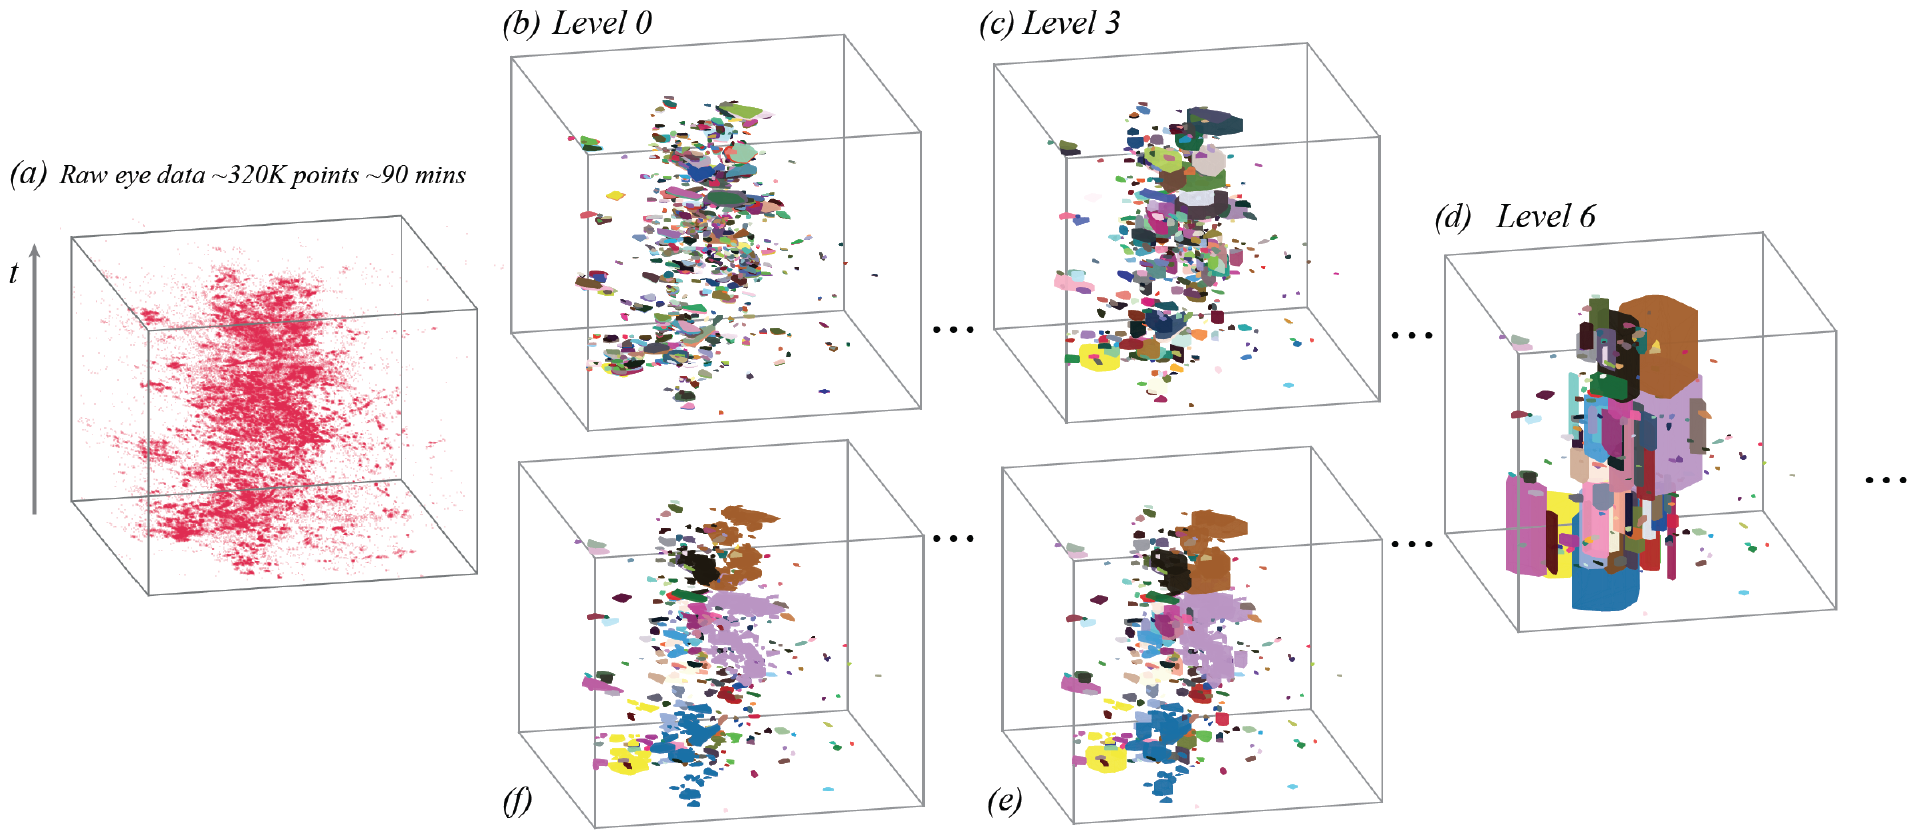 (b) Level 0
(c) Level 3
(a) Raw eye data ~320K points ~90 mins
(d) Level 6
t
...
...
...
...
...
(f)
(e)